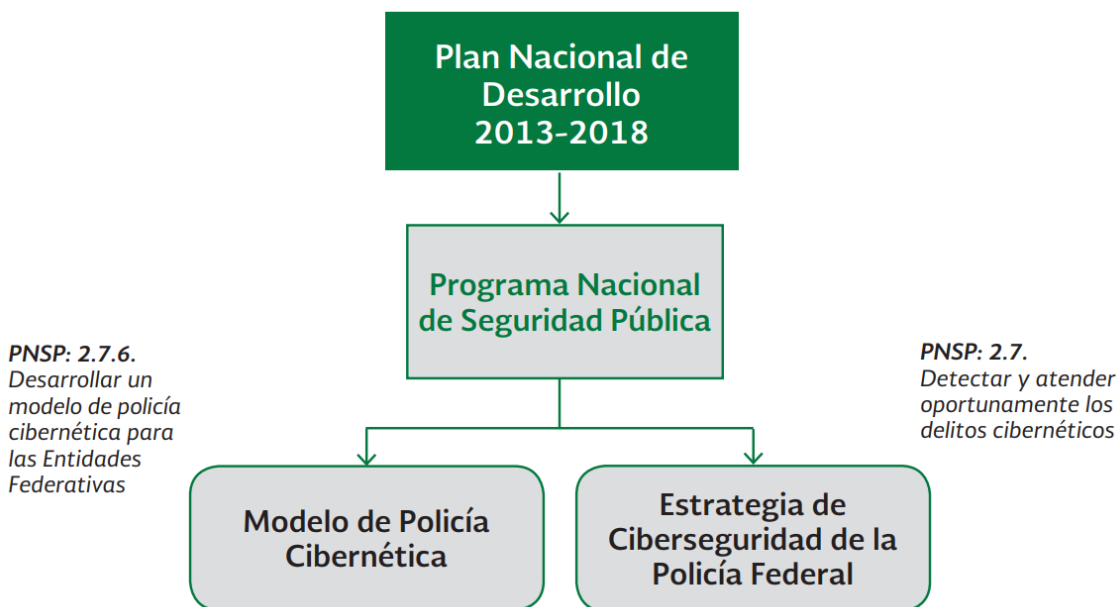 Plan Nacional de
Desarrollo
2013-2018
Programa Nacional
de Seguridad Pública
PNSP: 2.7.6.
Desarrollar un
modelo de policía
cibernética para
las Entidades
Federativas
PNSP: 2.7.
Detectar y atender
oportunamente los
delitos cibernéticos
Modelo de Policía
Cibernética
Estrategia de
Ciberseguridad de la
Policía Federal